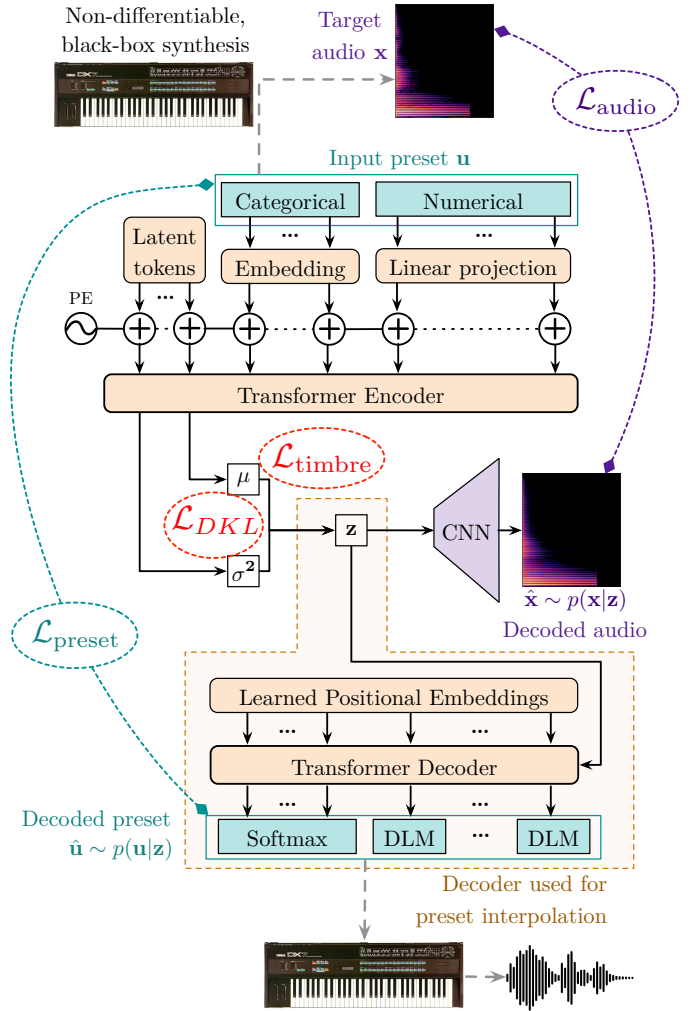 Non-differentiable,
black-box synthesis
Target
audio x
DX7
ℒaudio
Input preset u
Categorical
Numerical
...
...
Latent
tokens
Embedding
Linear projection
...
PE
Transformer Encoder
ℒtimbre
μ
ℒDKL
z
CNN
σ²
x̂ ∼ p(x|z)
Decoded audio
ℒpreset
Learned Positional Embeddings
...
...
Transformer Decoder
...
...
Decoded preset
û ∼ p(u|z)
Softmax
DLM
...
DLM
Decoder used for
preset interpolation
DX7